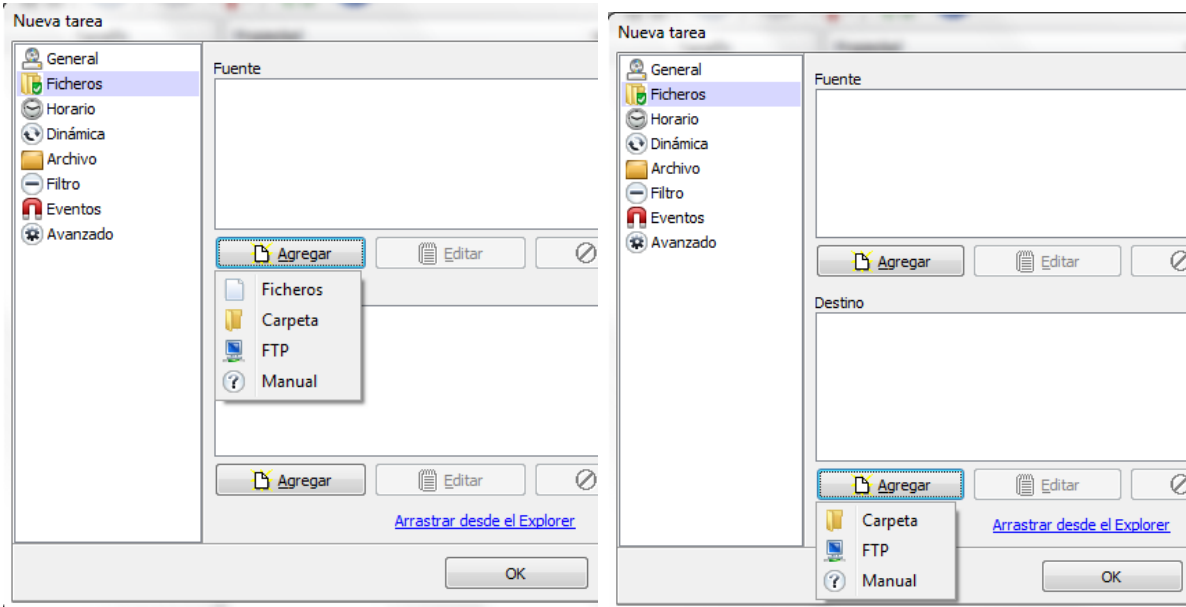 Nueva tarea
General
Ficheros
Horario
Dinámica
Archivo
Filtro
Eventos
Avanzado
Fuente
Agregar
Editar
Ficheros
Carpeta
FTP
Manual
Agregar
Editar
Arrastrar desde el Explorer
OK
Nueva tarea
General
Ficheros
Horario
Dinámica
Archivo
Filtro
Eventos
Avanzado
Fuente
Agregar
Editar
Destino
Agregar
Editar
Carpeta
FTP
Manual
Arrastrar desde el Explorer
OK